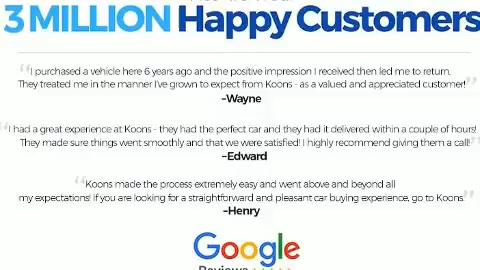 3 MILLION Happy Customers
"I purchased a vehicle here 6 years ago and the positive impression I received then led me to return.
They treated me in the manner I've grown to expect from Koons - as a valued and appreciated customer!"
-Wayne
"I had a great experience at Koons - they had the perfect car and they had it delivered within a couple of hours!
They made sure things went smoothly and that we were satisfied! I highly recommend giving them a call!"
-Edward
"Koons made the process extremely easy and went above and beyond all
my expectations! If you are looking for a straightforward and pleasant car buying experience, go to Koons."
-Henry
Google
Reviews